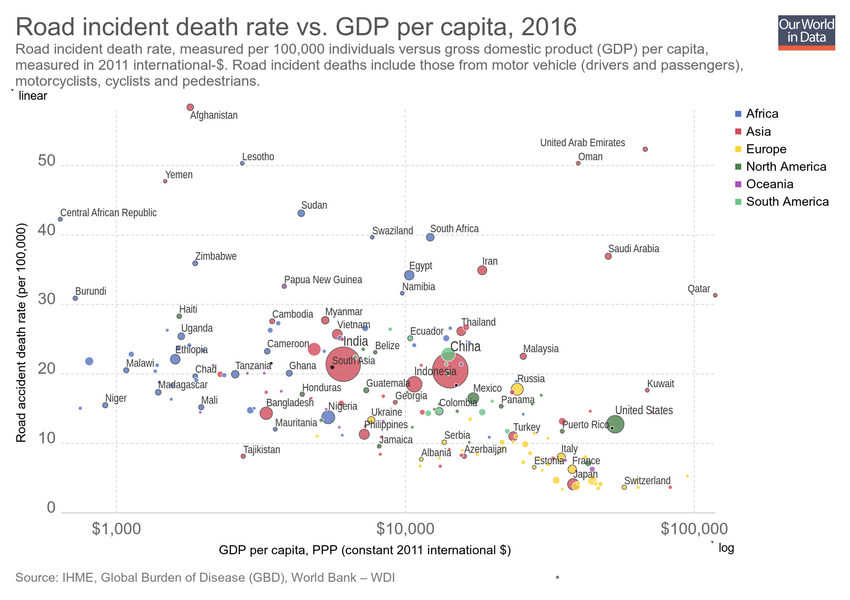 Road incident death rate vs. GDP per capita, 2016
Our World
in Data
Road incident death rate, measured per 100,000 individuals versus gross domestic product (GDP) per capita,
measured in 2011 international-$. Road incident deaths include those from motor vehicle (drivers and passengers),
motorcyclists, cyclists and pedestrians.
linear
Afghanistan
Africa
Asia
Europe
North America
Oceania
South America
United Arab Emirates
Lesotho
Oman
50
Yemen
Central African Republic
Sudan
40
Swaziland
South Africa
Saudi Arabia
Zimbabwe
Egypt
Iran
Papua New Guinea
Namibia
Qatar
Burundi
30
Haiti
Cambodia
Myanmar
Vietnam
Thailand
Uganda
Ecuador
India
China
Cameroon
Belize
Malaysia
Ethiopia
South Asia
Malawi
Chad
Tanzania
Ghana
Indonesia
20
Russia
Madagascar
Honduras
Guatemala
Mexico
Kuwait
Georgia
Niger
Mali
Bangladesh
Nigeria
Colombia
Panama
United States
Mauritania
Ukraine
Philippines
Turkey
Puerto Rico
10
Jamaica
Serbia
Tajikistan
Albania
Azerbaijan
Italy
Estonia
France
Japan
Switzerland
0
$1,000
$10,000
$100,000
Road accident death rate (per 100,000)
GDP per capita, PPP (constant 2011 international $)
log
Source: IHME, Global Burden of Disease (GBD), World Bank – WDI